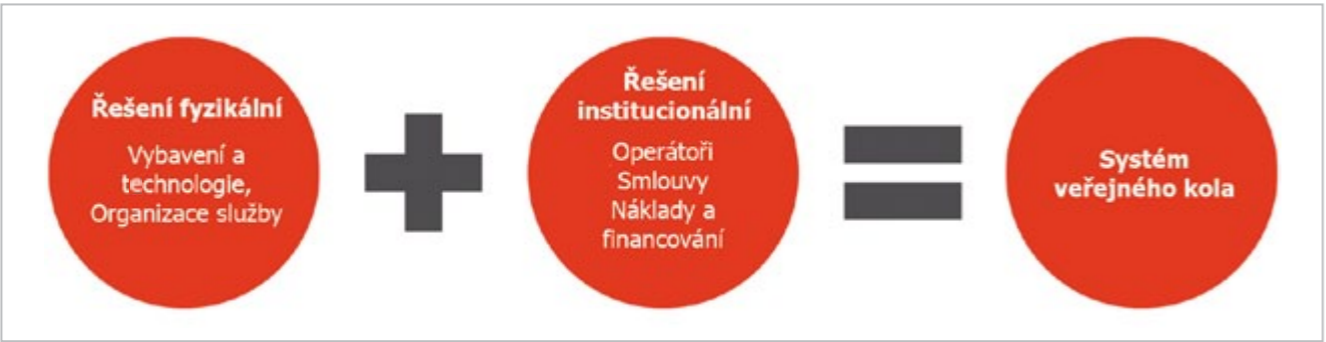 Řešení fyzikální
Vybavení a
technologie,
Organizace služby
Řešení
institucionální
Operátoři
Smlouvy
Náklady a
financování
Systém
veřejného kola